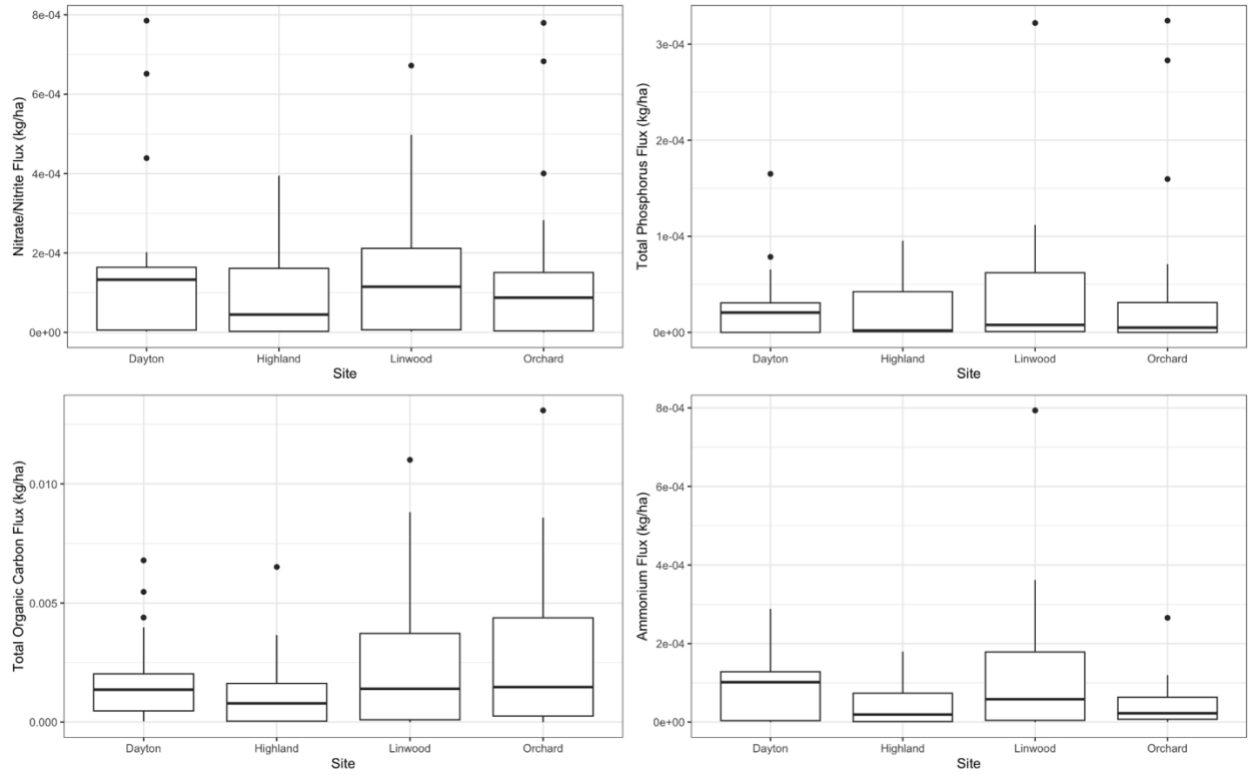 Nitrate/Nitrite Flux (kg/ha)
8e-04
6e-04
4e-04
2e-04
0e+00
Dayton Highland Linwood Orchard
Site
Total Phosphorus Flux (kg/ha)
3e-04
2e-04
1e-04
0e+00
Dayton Highland Linwood Orchard
Site
Total Organic Carbon Flux (kg/ha)
0.010
0.005
0.000
Dayton Highland Linwood Orchard
Site
Ammonium Flux (kg/ha)
8e-04
6e-04
4e-04
2e-04
0e+00
Dayton Highland Linwood Orchard
Site